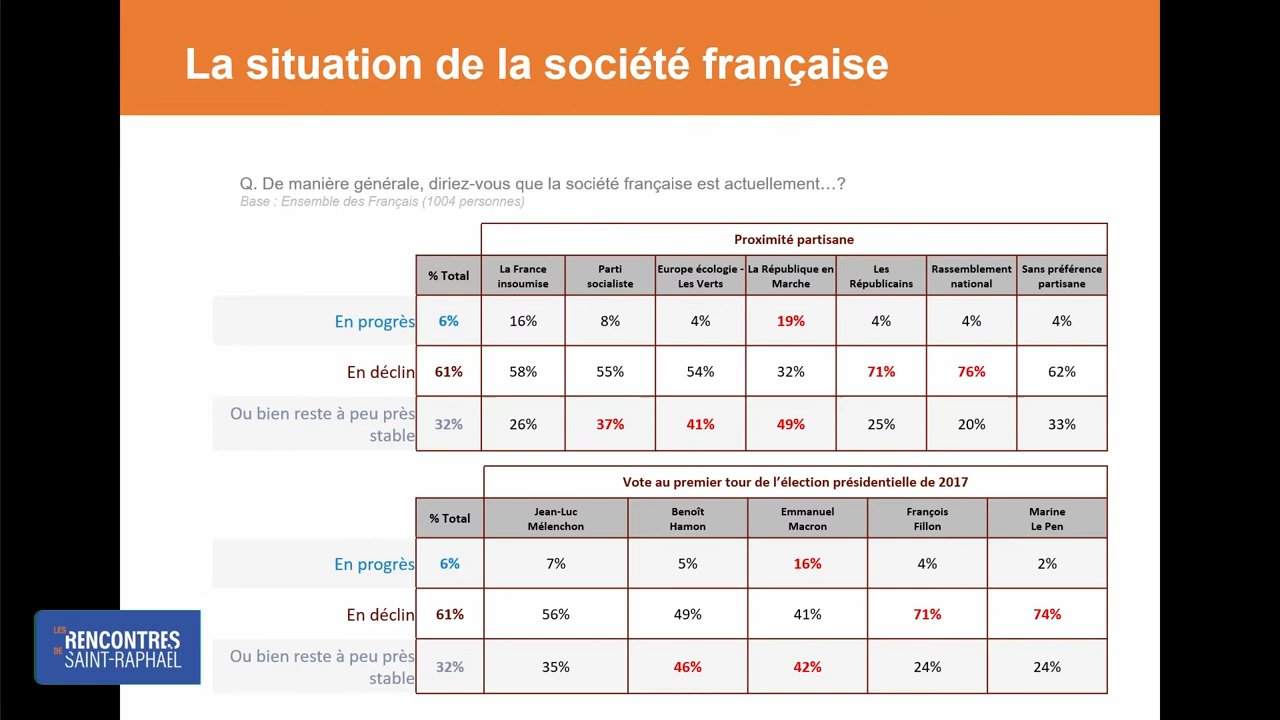 La situation de la société française
Q. De manière générale, diriez-vous que la société française est actuellement…?
Base : Ensemble des Français (1004 personnes)
Proximité partisane
% Total La France insoumise Parti socialiste Europe écologie - Les Verts La République en Marche Les Républicains Rassemblement national Sans préférence partisane
En progrès 6% 16% 8% 4% 19% 4% 4% 4%
En déclin 61% 58% 55% 54% 32% 71% 76% 62%
Ou bien reste à peu près stable 32% 26% 37% 41% 49% 25% 20% 33%
Vote au premier tour de l’élection présidentielle de 2017
% Total Jean-Luc Mélenchon Benoît Hamon Emmanuel Macron François Fillon Marine Le Pen
En progrès 6% 7% 5% 16% 4% 2%
En déclin 61% 56% 49% 41% 71% 74%
Ou bien reste à peu près stable 32% 35% 46% 42% 24% 24%
LES RENCONTRES
DE SAINT-RAPHAËL